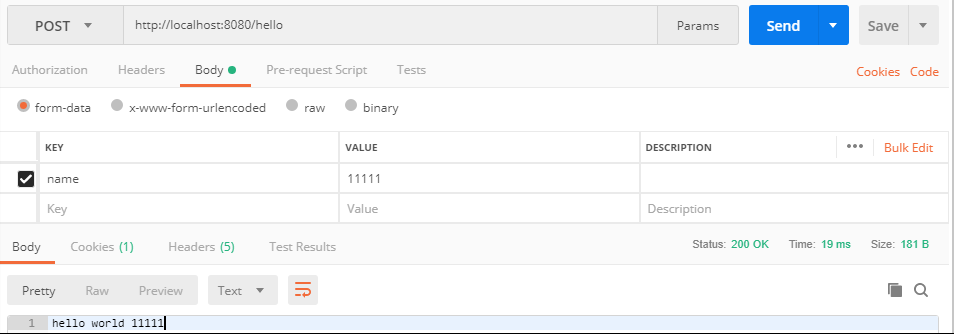 POST http://localhost:8080/hello Params Send Save
Authorization Headers Body Pre-request Script Tests Cookies Code
form-data x-www-form-urlencoded raw binary
KEY VALUE DESCRIPTION ••• Bulk Edit
name 11111
Key Value Description
Body Cookies (1) Headers (5) Test Results Status: 200 OK Time: 19 ms Size: 181 B
Pretty Raw Preview Text
1 hello world 11111